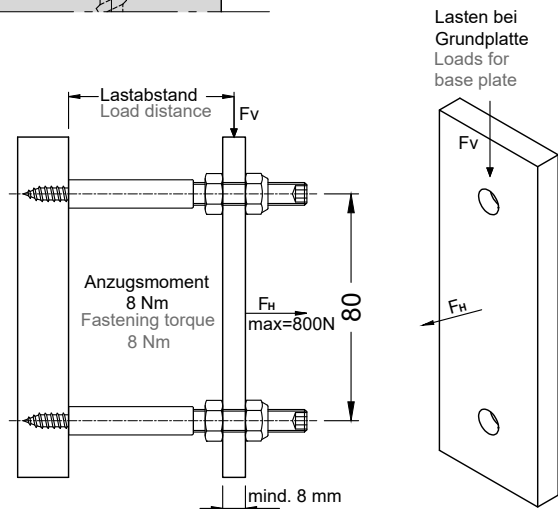 Lasten bei
Grundplatte
Loads for
base plate
Lastabstand
Load distance
Fv
Fv
Anzugsmoment
8 Nm
Fastening torque
8 Nm
FH
max=800N
80
FH
mind. 8 mm